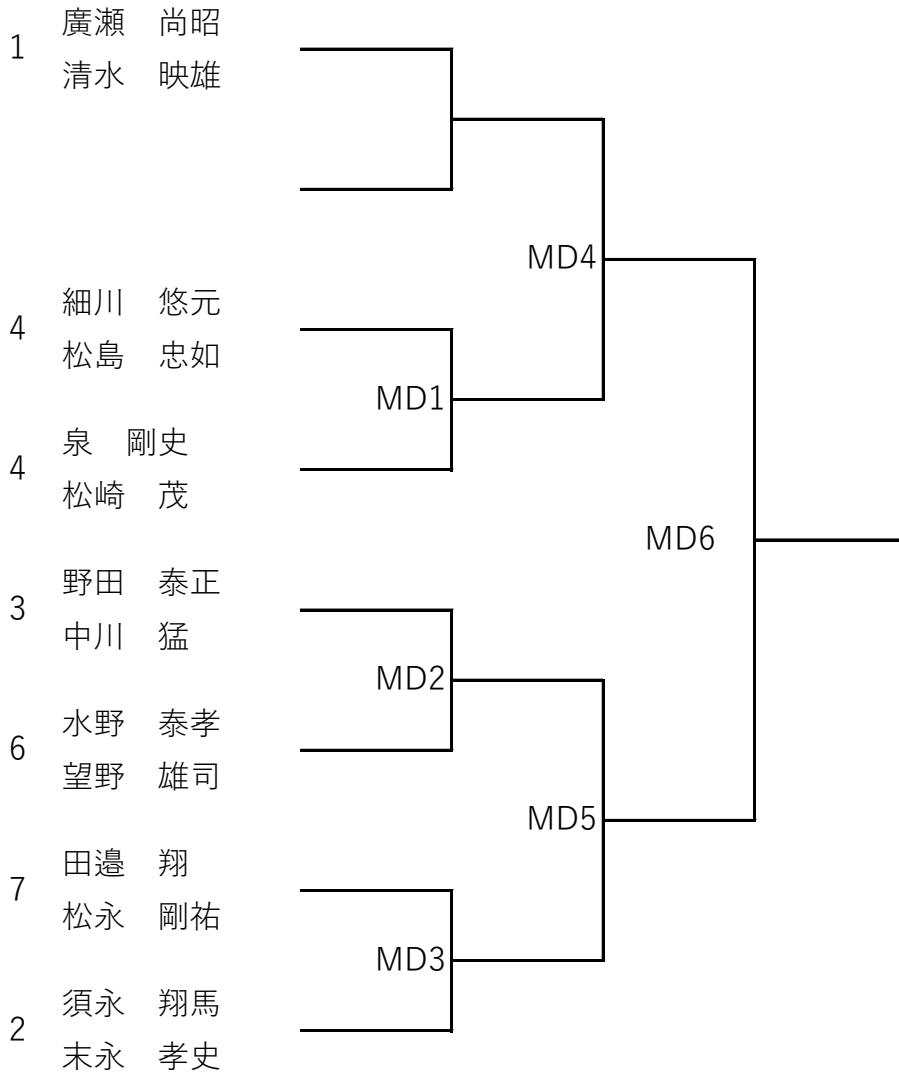 1
廣瀬　尚昭
清水　映雄
MD4
4
細川　悠元
松島　忠如
MD1
4
泉　剛史
松崎　茂
MD6
3
野田　泰正
中川　猛
MD2
6
水野　泰孝
望野　雄司
MD5
7
田邉　翔
松永　剛祐
MD3
2
須永　翔馬
末永　孝史